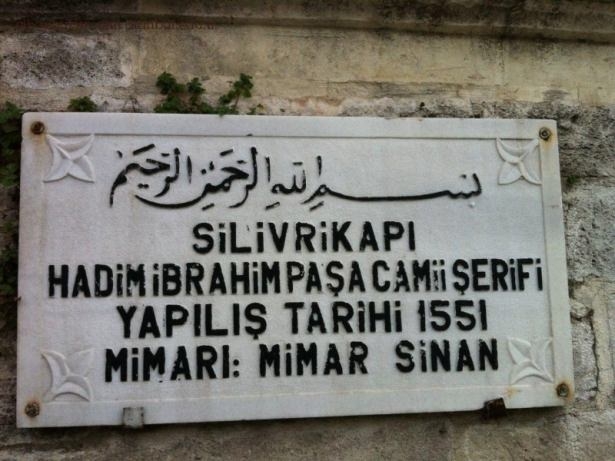 بسم الله الرحمن الرحيم
SİLİVRİKAPI
HADIM İBRAHİM PAŞA CAMİİ ŞERİFİ
YAPILIŞ TARİHİ 1551
MİMARI: MİMAR SİNAN